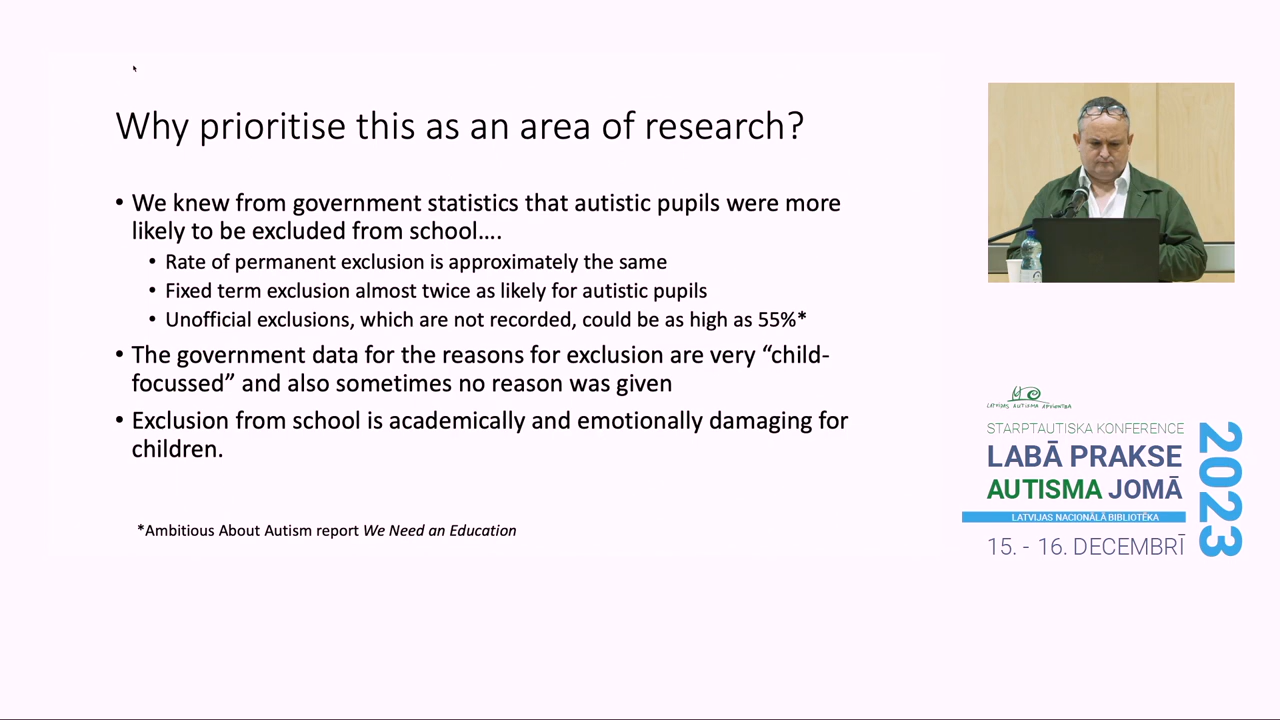 Why prioritise this as an area of research?
• We knew from government statistics that autistic pupils were more
likely to be excluded from school....
• Rate of permanent exclusion is approximately the same
• Fixed term exclusion almost twice as likely for autistic pupils
• Unofficial exclusions, which are not recorded, could be as high as 55%*
• The government data for the reasons for exclusion are very “child-
focussed” and also sometimes no reason was given
• Exclusion from school is academically and emotionally damaging for
children.
*Ambitious About Autism report We Need an Education
LATVIJAS AUTISMA APVIENĪBA
STARPTAUTISKA KONFERENCE
LABĀ PRAKSE
AUTISMA JOMĀ
LATVIJAS NACIONĀLĀ BIBLIOTĒKA
15. - 16. DECEMBRĪ
2023